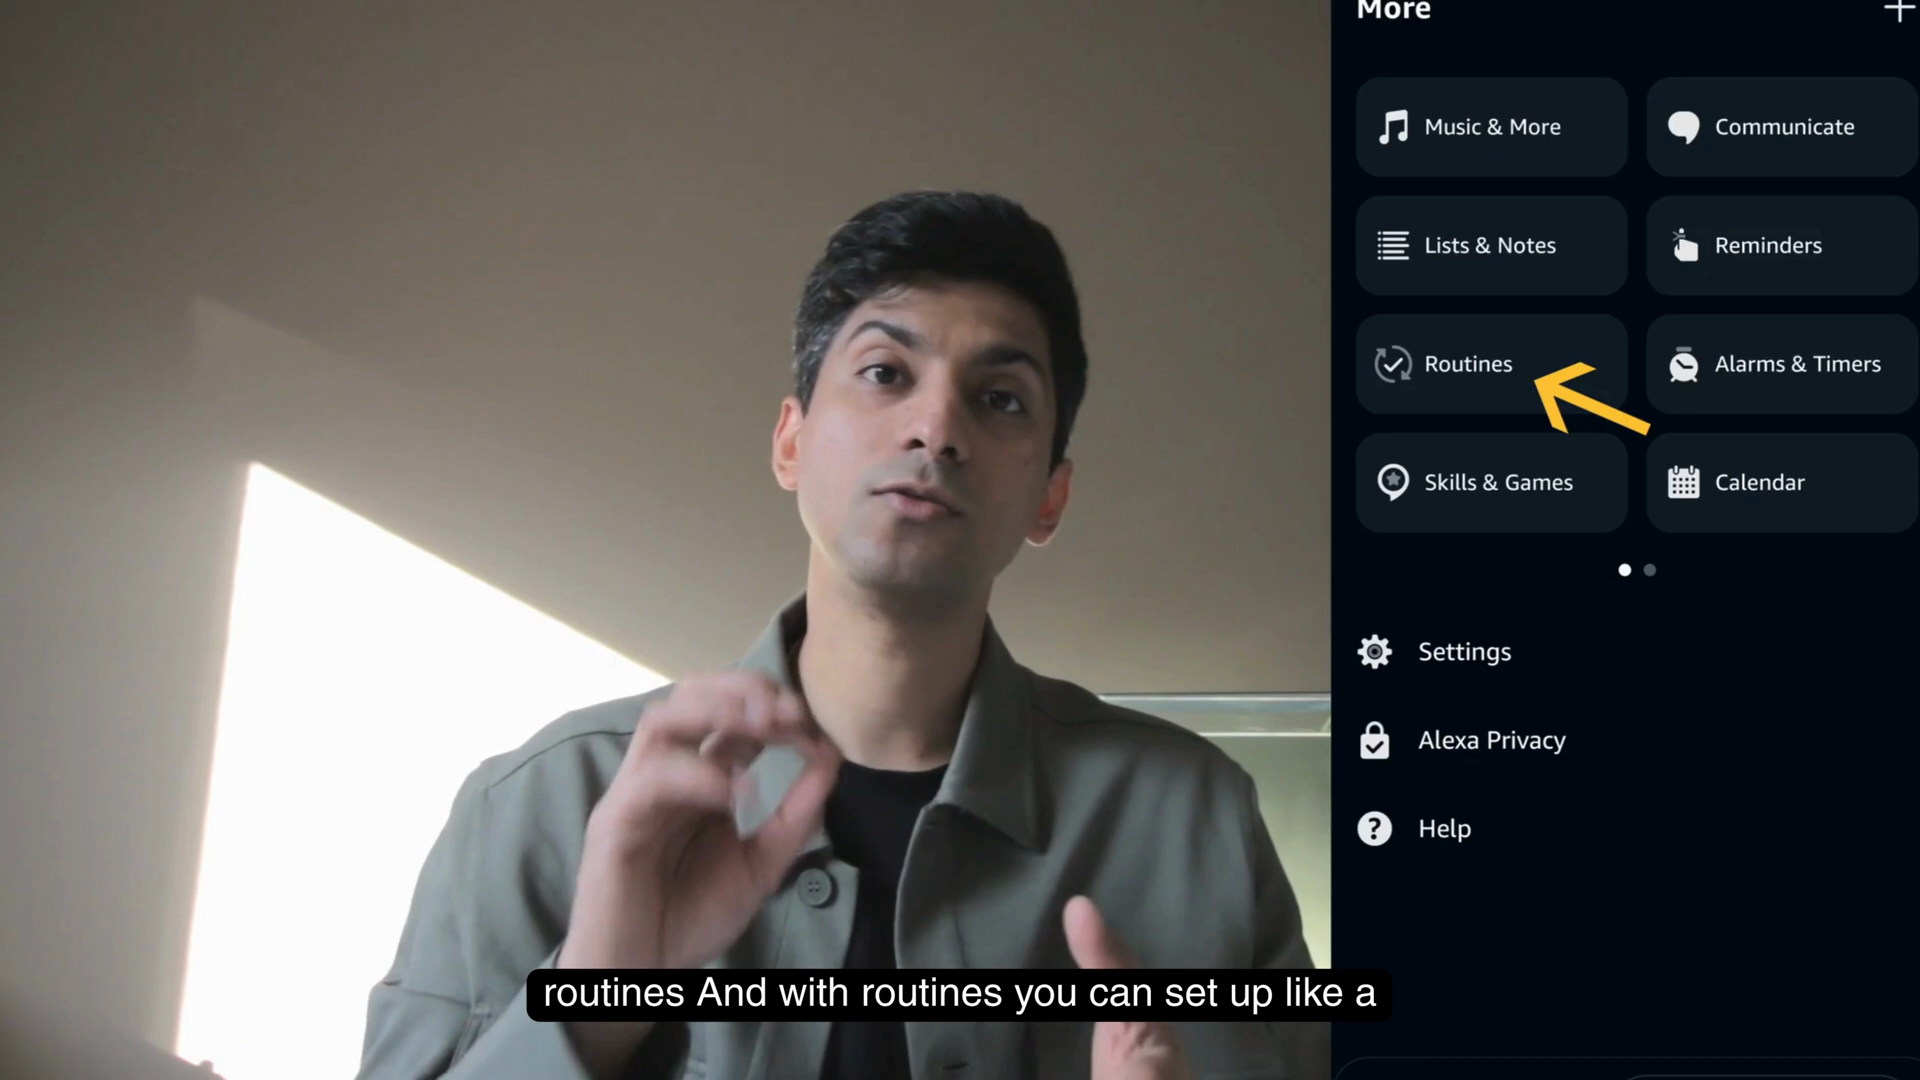 More
Music & More
Communicate
Lists & Notes
Reminders
Routines
Alarms & Timers
Skills & Games
Calendar
Settings
Alexa Privacy
Help
routines And with routines you can set up like a